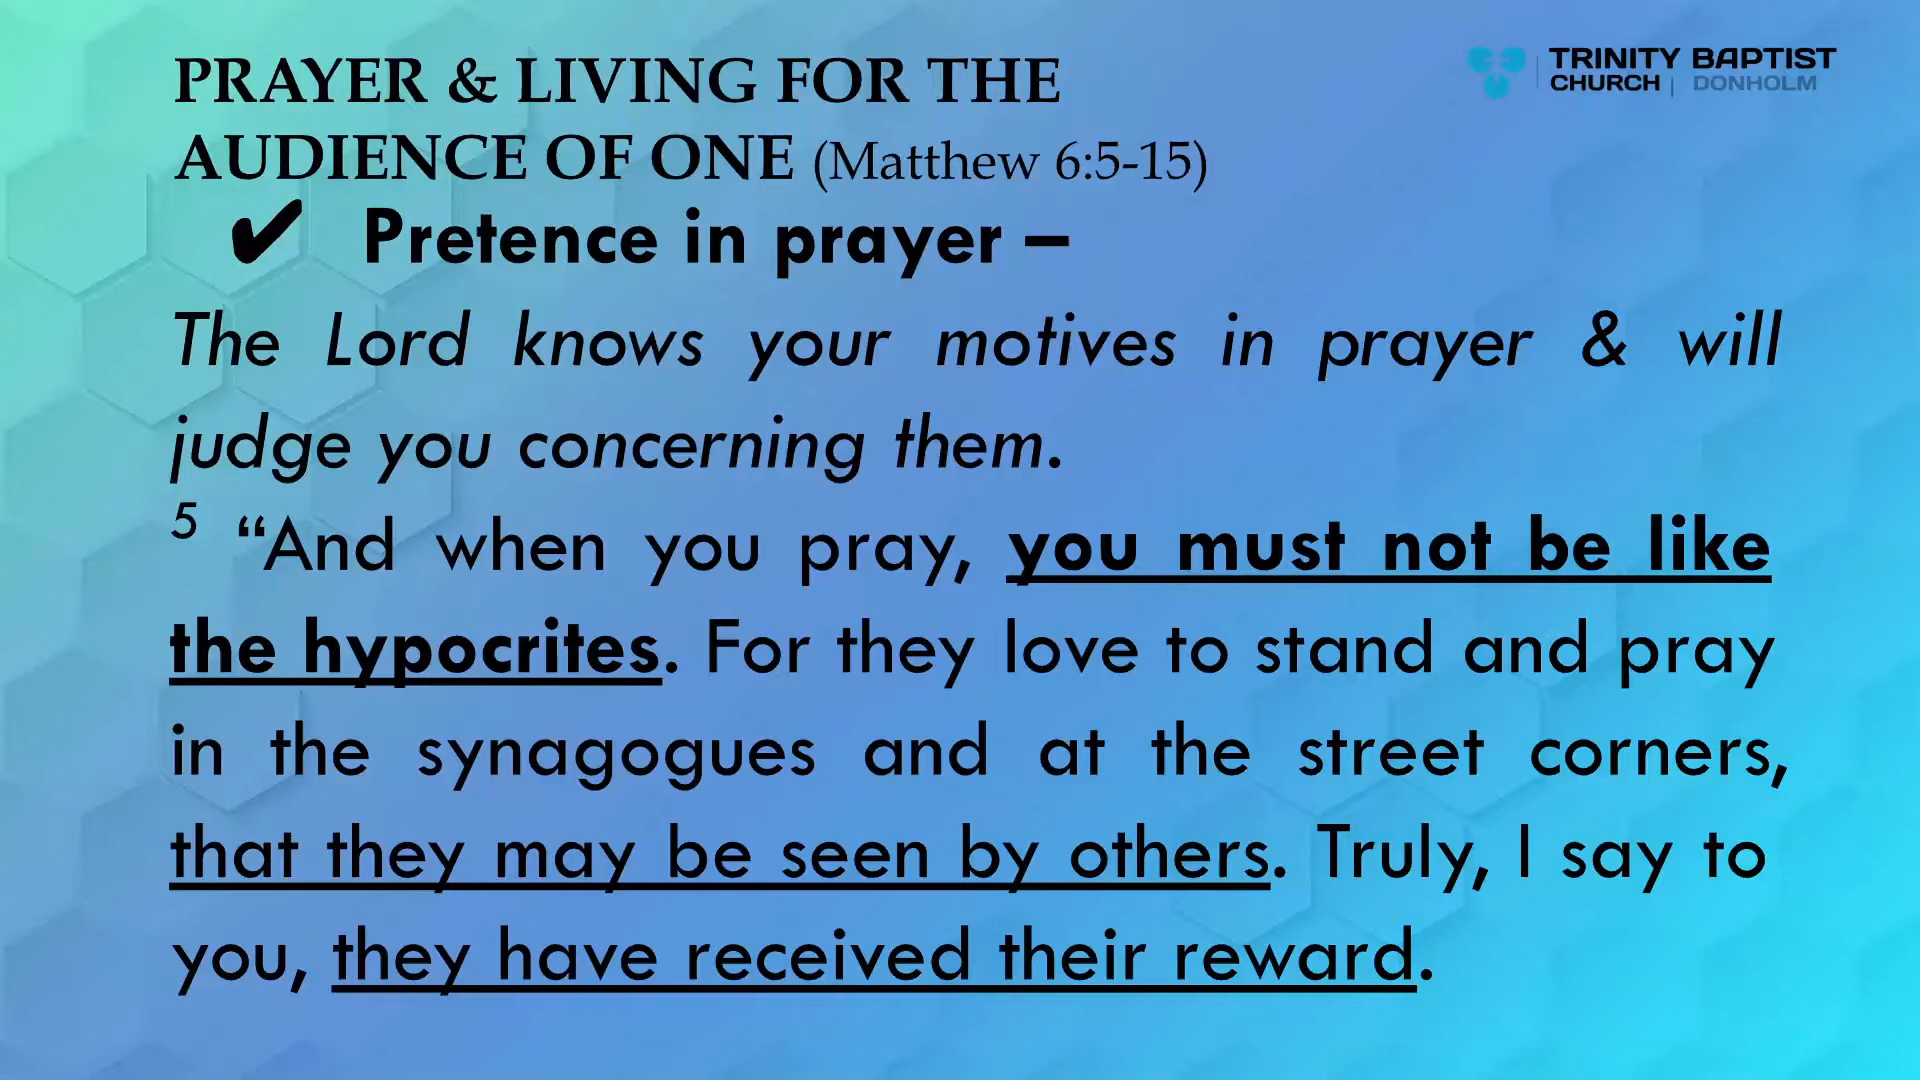 PRAYER & LIVING FOR THE
AUDIENCE OF ONE (Matthew 6:5-15)
TRINITY BAPTIST
CHURCH | DONHOLM
✔ Pretence in prayer –
The Lord knows your motives in prayer & will
judge you concerning them.
5 “And when you pray, you must not be like
the hypocrites. For they love to stand and pray
in the synagogues and at the street corners,
that they may be seen by others. Truly, I say to
you, they have received their reward.